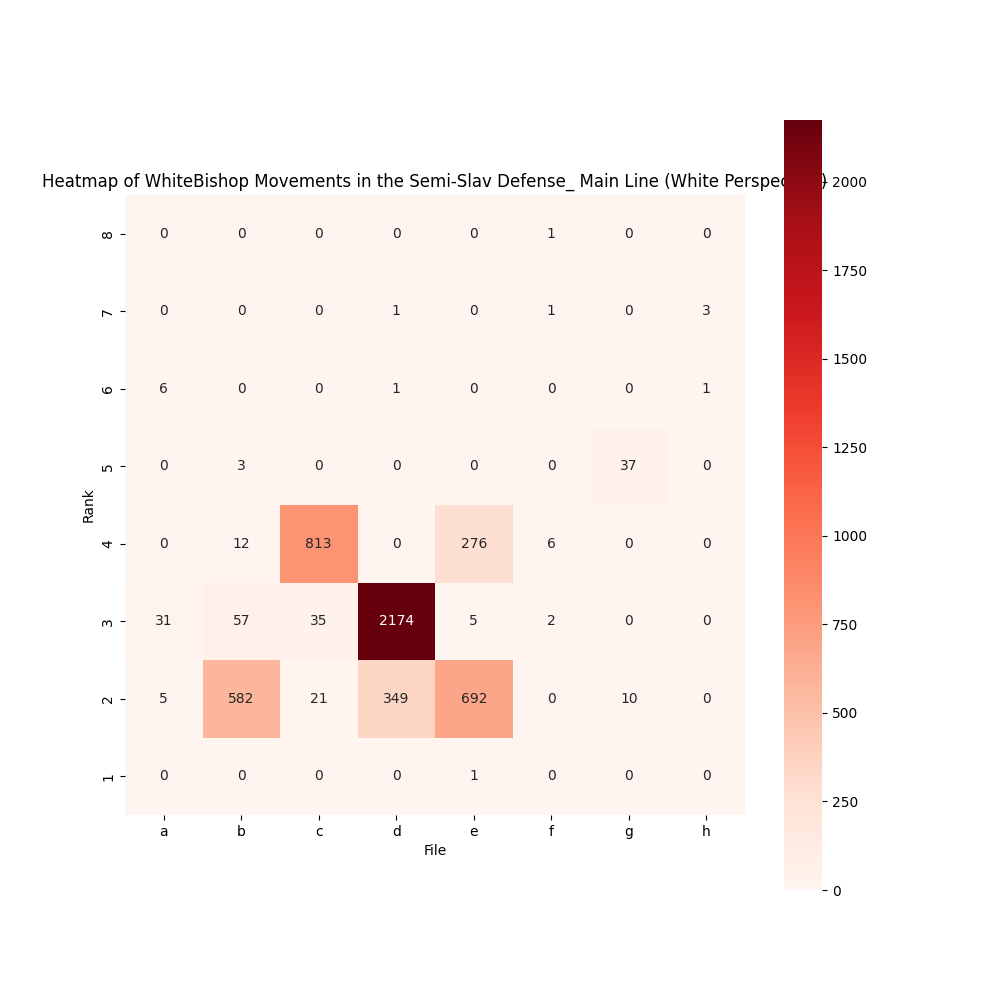 Heatmap of WhiteBishop Movements in the Semi-Slav Defense_ Main Line (White
8 0 0 0 0 0 1 0 0
7 0 0 0 1 0 1 0 3
6 6 0 0 1 0 0 0 1
5 0 3 0 0 0 0 37 0
4 0 12 813 0 276 6 0 0
3 31 57 35 2174 5 2 0 0
2 5 582 21 349 692 0 10 0
1 0 0 0 0 1 0 0 0
a b c d e f g h
File
Rank
2000
1750
1500
1250
1000
750
500
250
0